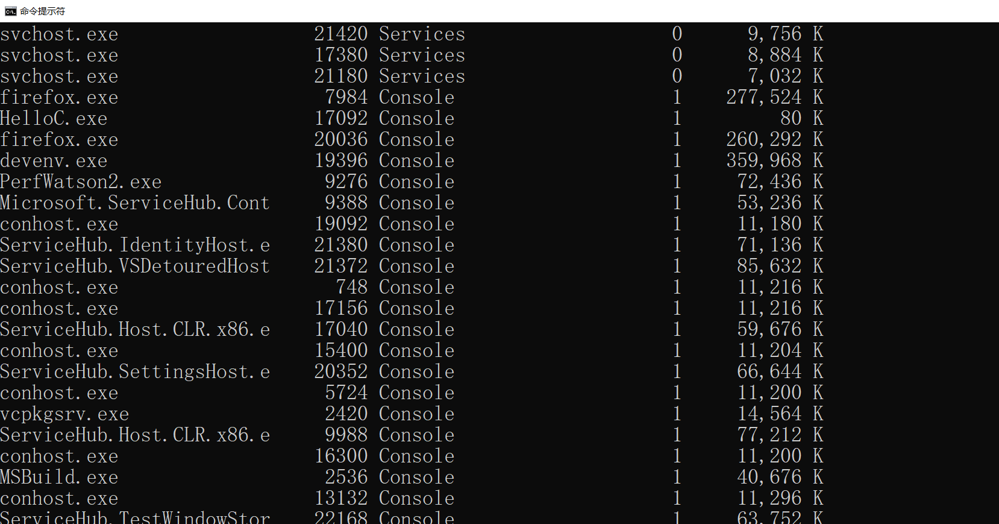 命令提示符
svchost.exe 21420 Services 0 9,756 K
svchost.exe 17380 Services 0 8,884 K
svchost.exe 21180 Services 0 7,032 K
firefox.exe 7984 Console 1 277,524 K
HelloC.exe 17092 Console 1 80 K
firefox.exe 20036 Console 1 260,292 K
devenv.exe 19396 Console 1 359,968 K
PerfWatson2.exe 9276 Console 1 72,436 K
Microsoft.ServiceHub.Cont 9388 Console 1 53,236 K
conhost.exe 19092 Console 1 11,180 K
ServiceHub.IdentityHost.e 21380 Console 1 71,136 K
ServiceHub.VSDetouredHost 21372 Console 1 85,632 K
conhost.exe 748 Console 1 11,216 K
conhost.exe 17156 Console 1 11,216 K
ServiceHub.Host.CLR.x86.e 17040 Console 1 59,676 K
conhost.exe 15400 Console 1 11,204 K
ServiceHub.SettingsHost.e 20352 Console 1 66,644 K
conhost.exe 5724 Console 1 11,200 K
vcpkgsrv.exe 2420 Console 1 14,564 K
ServiceHub.Host.CLR.x86.e 9988 Console 1 77,212 K
conhost.exe 16300 Console 1 11,200 K
MSBuild.exe 2536 Console 1 40,676 K
conhost.exe 13132 Console 1 11,296 K
ServiceHub.TestWindowStor 22168 Console 1 63,752 K